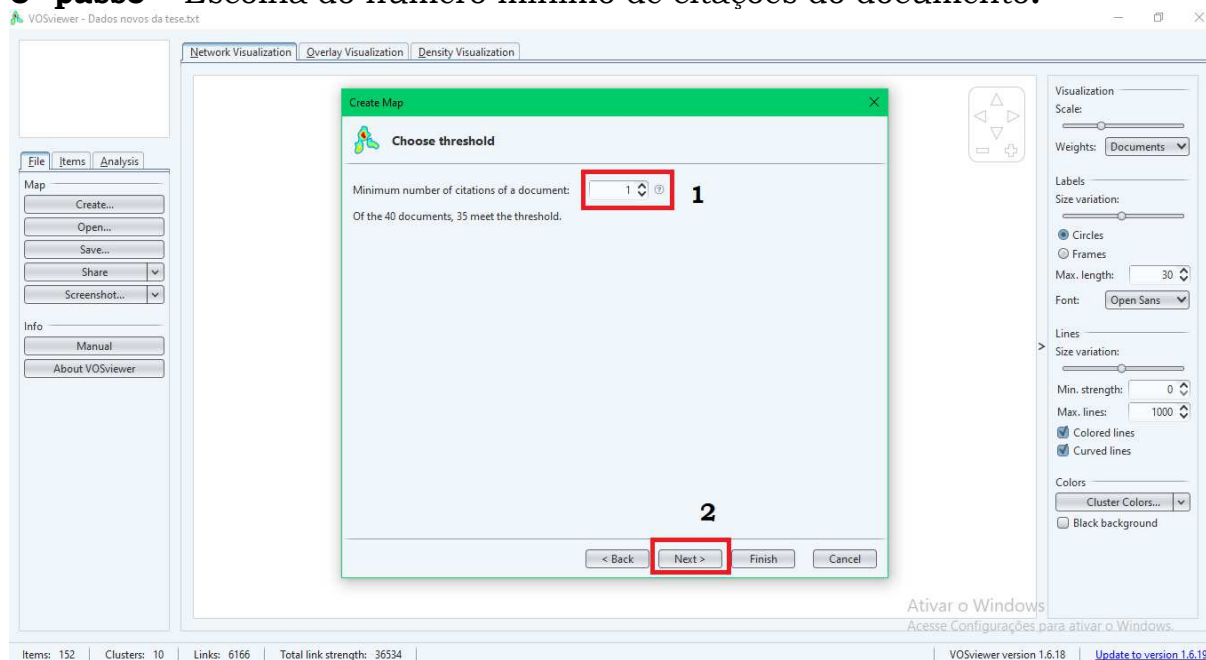 passo - Escolha do número mínimo de citações do documento.
VOSviewer - Dados novos da tese.txt
Network Visualization Overlay Visualization Density Visualization
Create Map
Choose threshold
Minimum number of citations of a document: 1
1
Of the 40 documents, 35 meet the threshold.
2
< Back Next > Finish Cancel
File Items Analysis
Map
Create...
Open...
Save...
Share
Screenshot...
Info
Manual
About VOSviewer
Visualization
Scale:
Weights: Documents
Labels
Size variation:
Circles
Frames
Max. length: 30
Font: Open Sans
Lines
Size variation:
Min. strength: 0
Max. lines: 1000
Colored lines
Curved lines
Colors
Cluster Colors...
Black background
Ativar o Windows
Acesse Configurações para ativar o Windows.
Items: 152 Clusters: 10 Links: 6166 Total link strength: 36534
VOSviewer version 1.6.18 Update to version 1.6.19